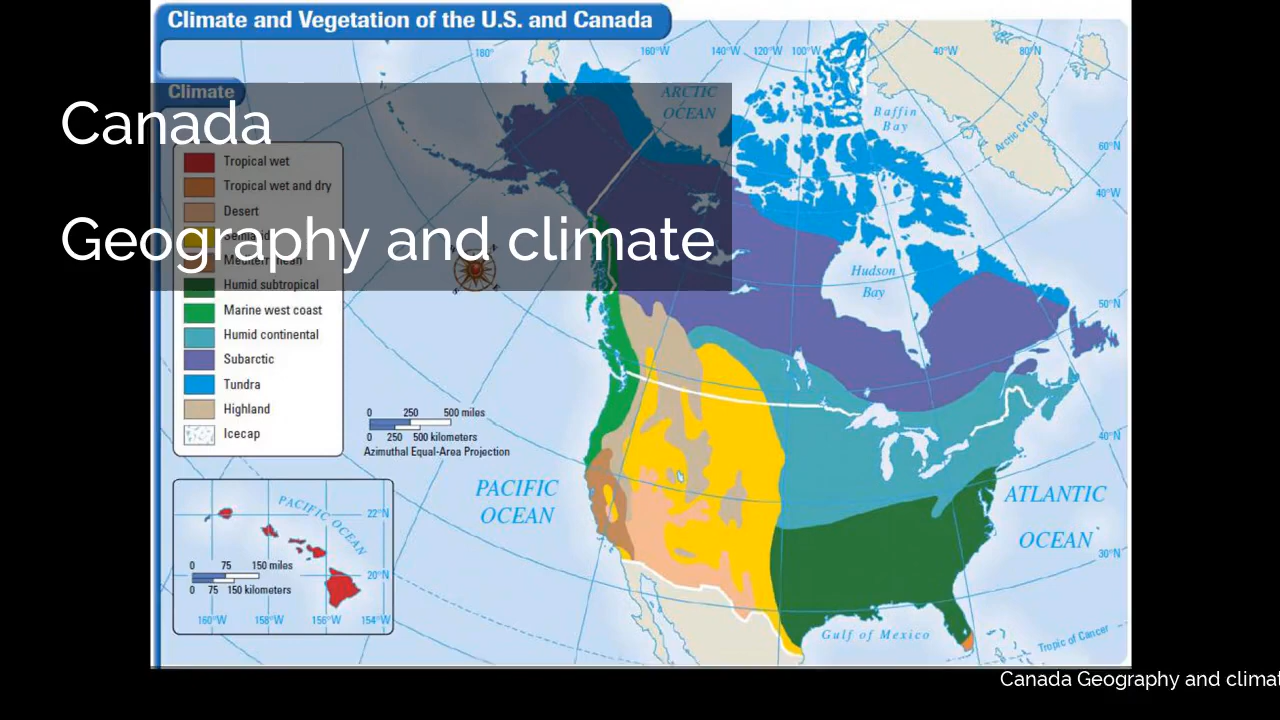 Climate and Vegetation of the U.S. and Canada
180°
160°W
140°W
120°W
100°W
40°W
80°N
Climate
Canada
Geography and climate
Tropical wet
Tropical wet and dry
Desert
Semiarid
Mediterranean
Humid subtropical
Marine west coast
Humid continental
Subarctic
Tundra
Highland
Icecap
ARCTIC
OCEAN
Baffin
Bay
Arctic Circle
60°N
40°W
Hudson
Bay
50°N
0 250 500 miles
0 250 500 kilometers
Azimuthal Equal-Area Projection
40°N
PACIFIC
OCEAN
ATLANTIC
OCEAN
30°N
Gulf of Mexico
Tropic of Cancer
PACIFIC OCEAN
22°N
0 75 150 miles
0 75 150 kilometers
20°N
160°W
158°W
156°W
154°W
Canada Geography and climat